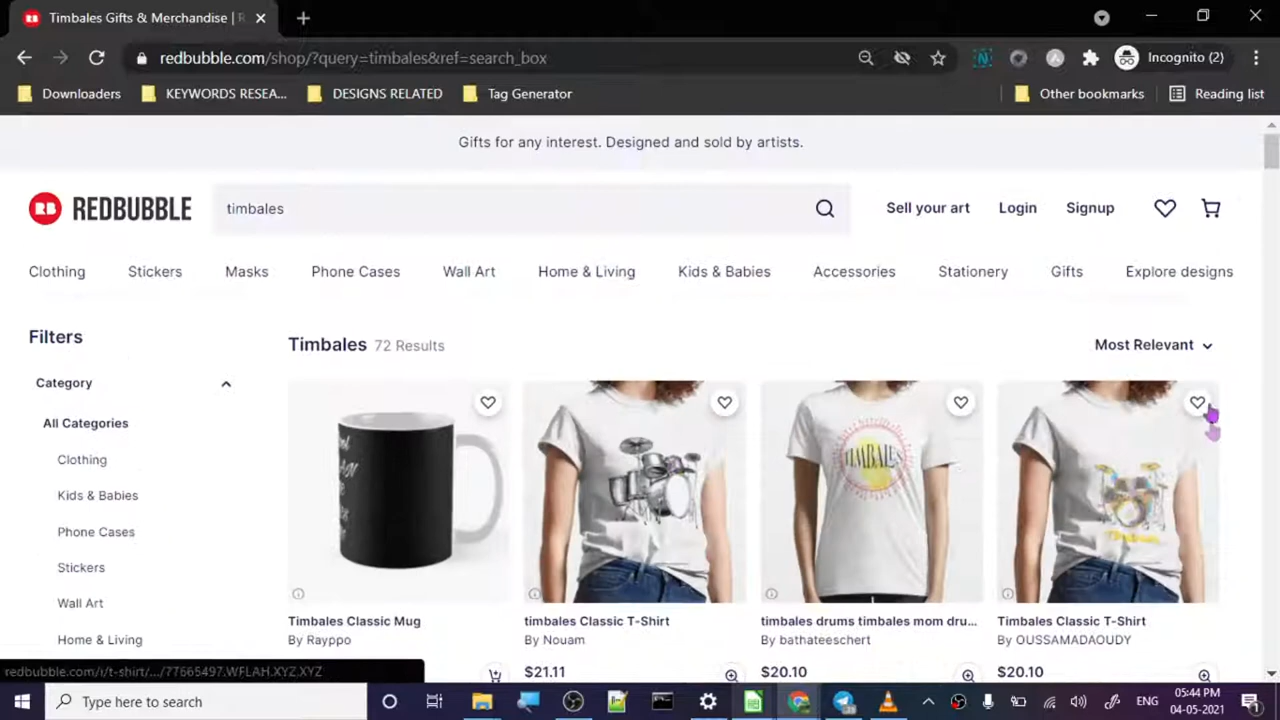 Timbales Gifts & Merchandise | R
redbubble.com/shop/?query=timbales&ref=search_box
Incognito (2)
Downloaders
KEYWORDS RESEA...
DESIGNS RELATED
Tag Generator
Other bookmarks
Reading list
Gifts for any interest. Designed and sold by artists.
RB REDBUBBLE
timbales
Sell your art
Login
Signup
Clothing
Stickers
Masks
Phone Cases
Wall Art
Home & Living
Kids & Babies
Accessories
Stationery
Gifts
Explore designs
Filters
Timbales 72 Results
Most Relevant
Category
All Categories
Clothing
Kids & Babies
Phone Cases
Stickers
Wall Art
Home & Living
TIMBALES
Timbales Classic Mug
By Rayppo
timbales Classic T-Shirt
By Nouam
$21.11
timbales drums timbales mom dru...
By bathateeschert
$20.10
Timbales Classic T-Shirt
By OUSSAMADAOUDY
$20.10
redbubble.com/i/t-shirt/.../77665497.WFLAH.XYZ.XYZ
Type here to search
ENG
05:44 PM
04-05-2021